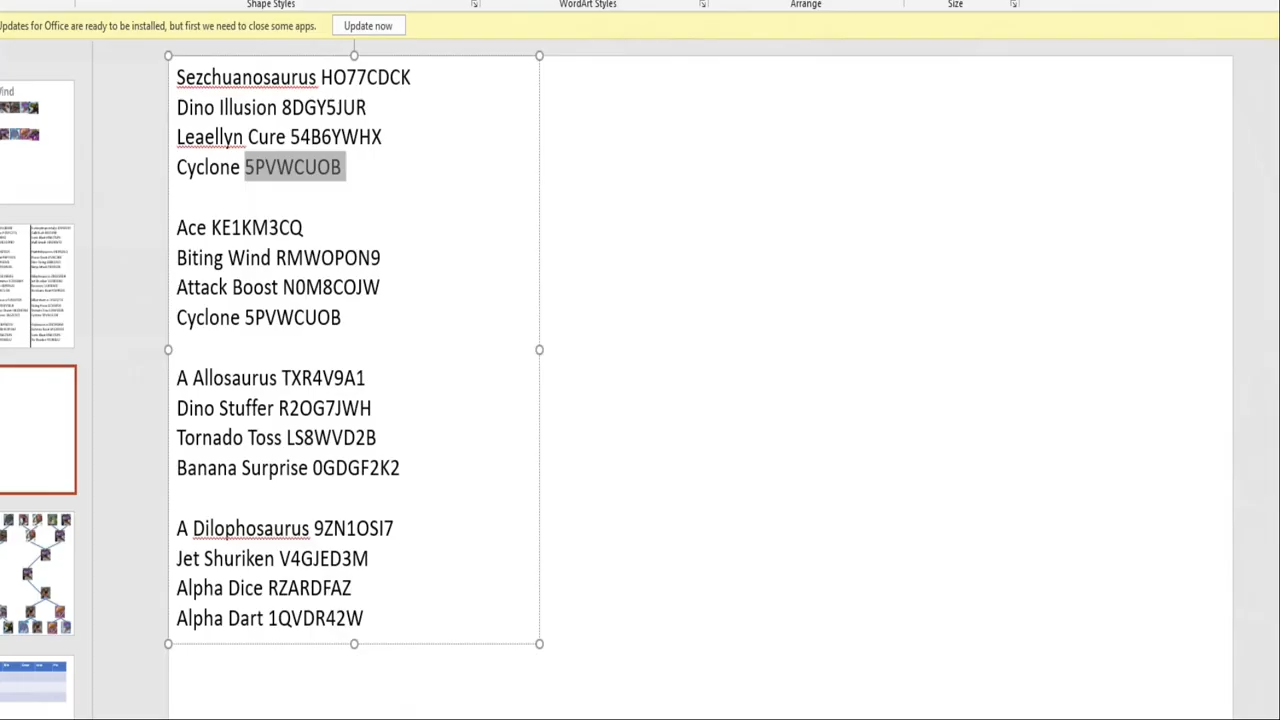 Shape Styles
WordArt Styles
Arrange
Size
Updates for Office are ready to be installed, but first we need to close some apps.
Update now
Sezchuanosaurus HO77CDCK
Dino Illusion 8DGY5JUR
Leaellyn Cure 54B6YWHX
Cyclone 5PVWCUOB
Ace KE1KM3CQ
Biting Wind RMWOPON9
Attack Boost N0M8COJW
Cyclone 5PVWCUOB
A Allosaurus TXR4V9A1
Dino Stuffer R2OG7JWH
Tornado Toss LS8WVD2B
Banana Surprise 0GDGF2K2
A Dilophosaurus 9ZN1OSI7
Jet Shuriken V4GJED3M
Alpha Dice RZARDFAZ
Alpha Dart 1QVDR42W